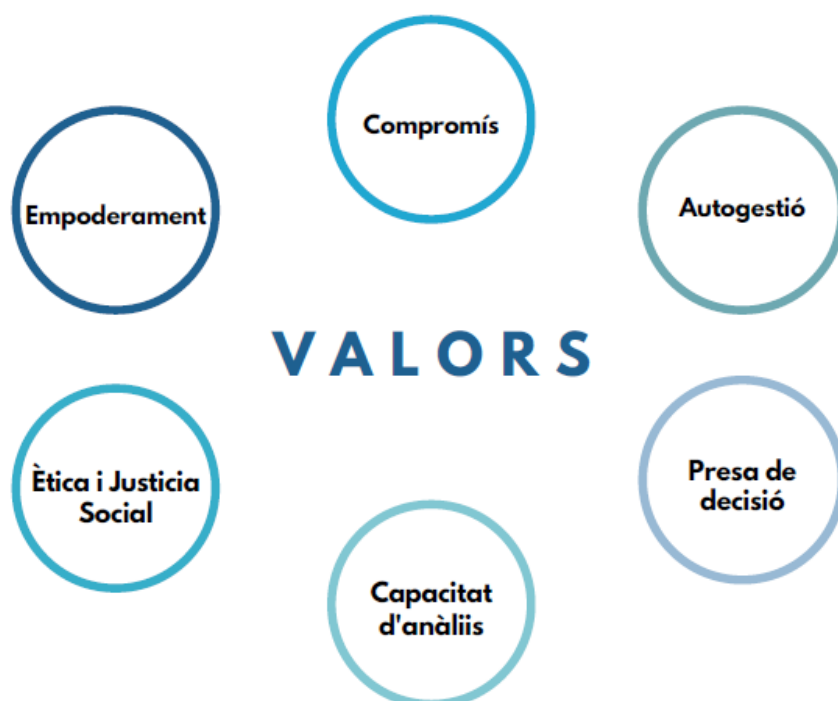 Compromís
Empoderament
Autogestió
VALORS
Ètica i Justicia
Social
Presa de
decisió
Capacitat
d'anàliis